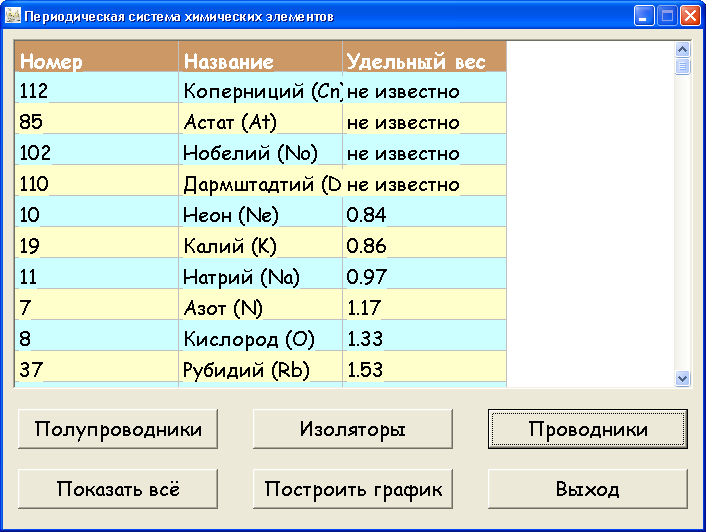 Периодическая система химических элементов
Номер Название Удельный вес
112 Коперниций (Cn) не известно
85 Астат (At) не известно
102 Нобелий (No) не известно
110 Дармштадтий (D не известно
10 Неон (Ne) 0.84
19 Калий (K) 0.86
11 Натрий (Na) 0.97
7 Азот (N) 1.17
8 Кислород (O) 1.33
37 Рубидий (Rb) 1.53
Полупроводники Изоляторы Проводники
Показать всё Построить график Выход